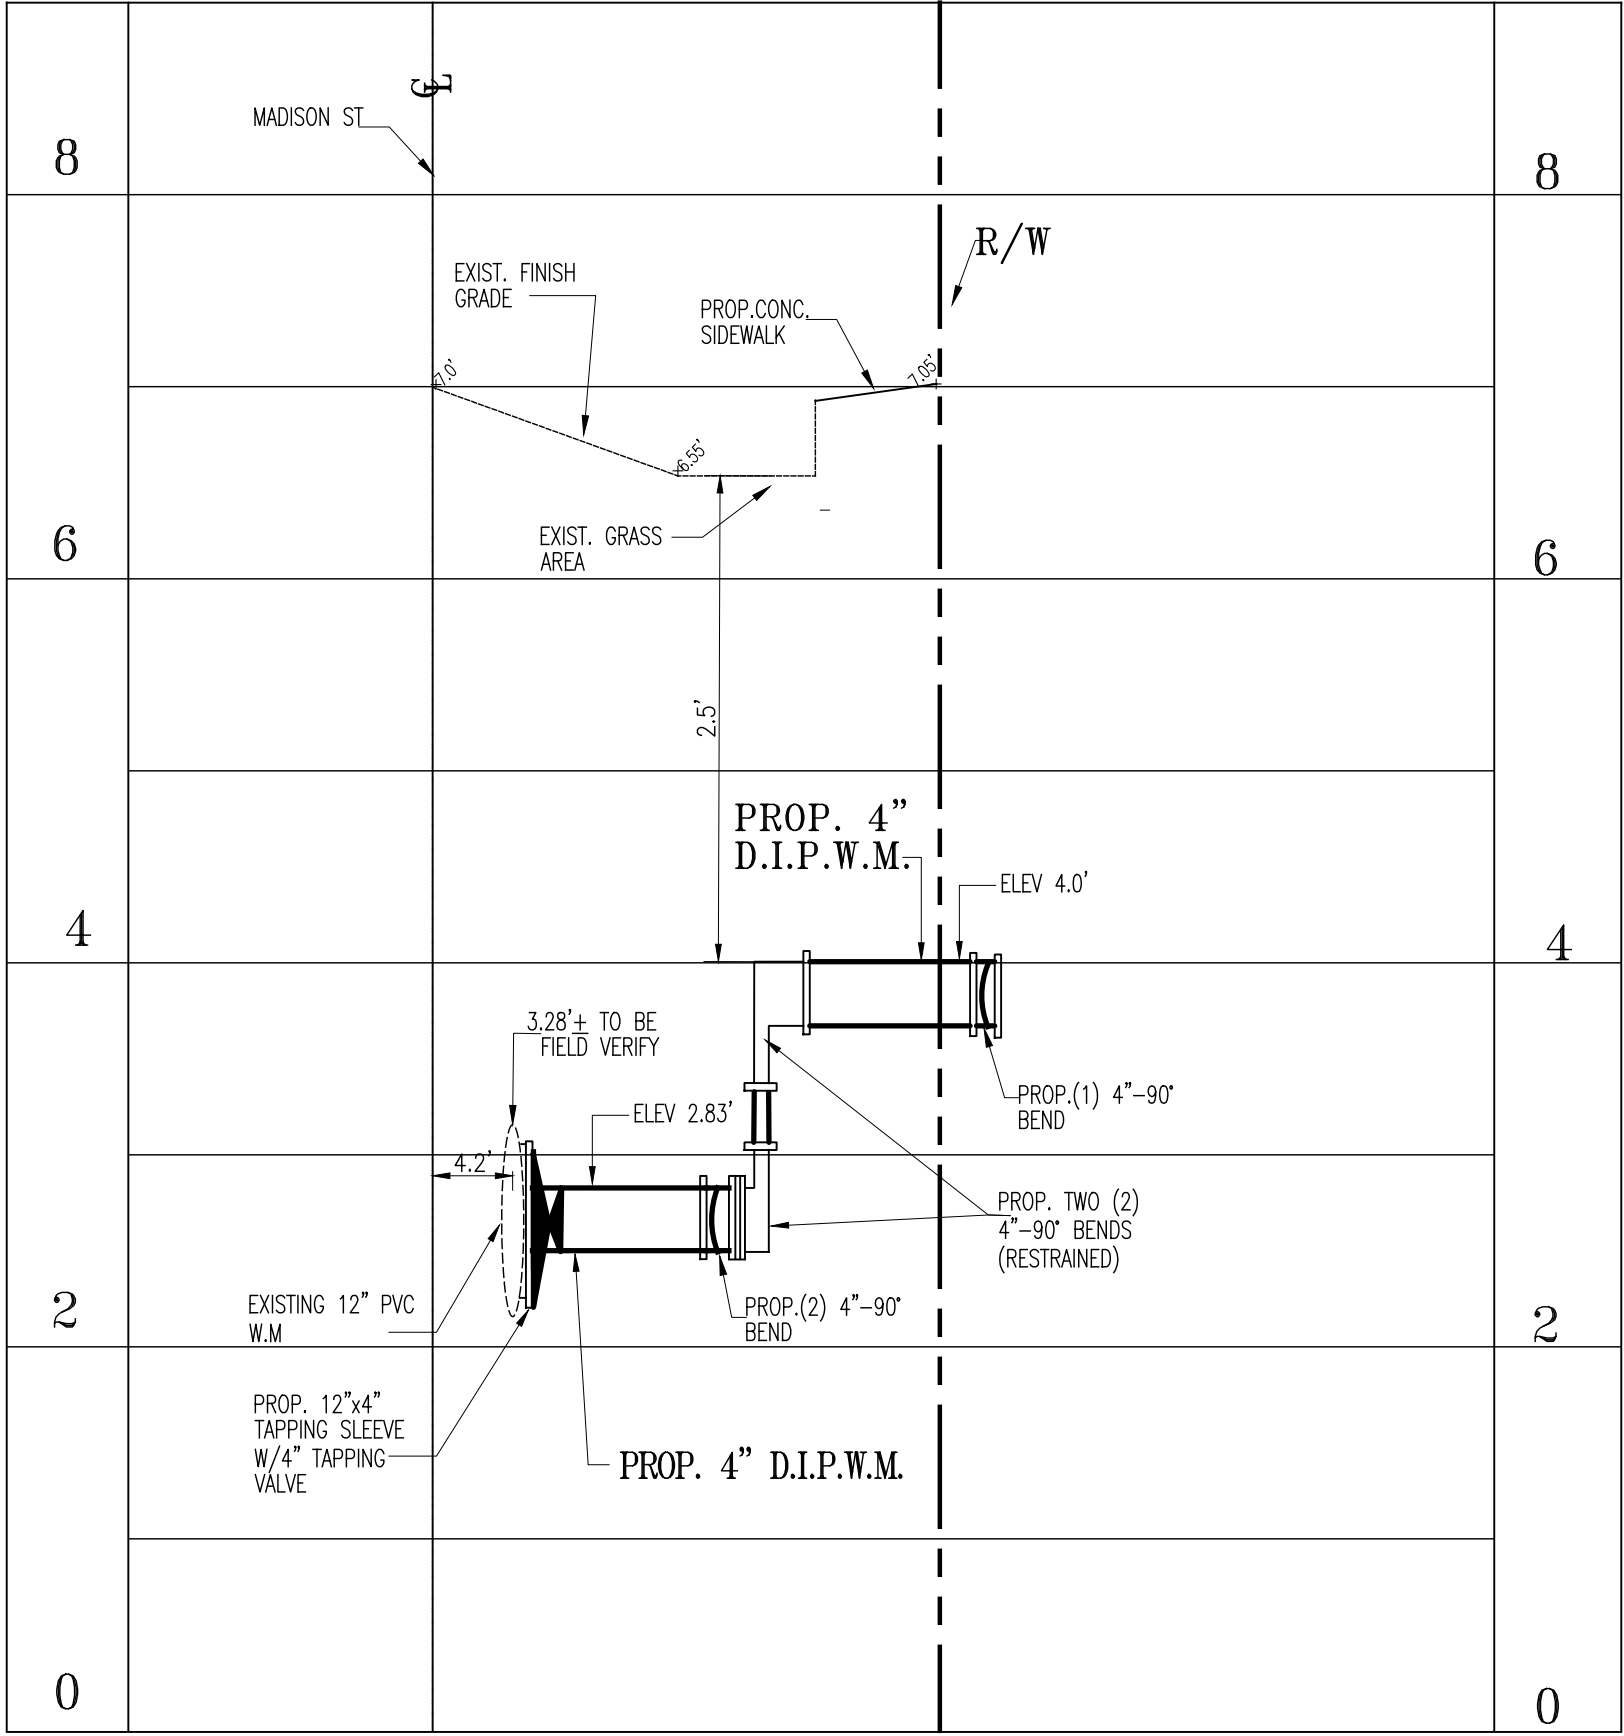 ℄
MADISON ST
8
8
R/W
EXIST. FINISH
GRADE
PROP.CONC.
SIDEWALK
7.0'
7.05'
6.55'
EXIST. GRASS
AREA
6
6
2.5'
PROP. 4"
D.I.P.W.M.
ELEV 4.0'
4
4
3.28'± TO BE
FIELD VERIFY
ELEV 2.83'
PROP.(1) 4"-90°
BEND
4.2'
PROP. TWO (2)
4"-90° BENDS
(RESTRAINED)
EXISTING 12" PVC
W.M
PROP.(2) 4"-90°
BEND
2
2
PROP. 12"x4"
TAPPING SLEEVE
W/4" TAPPING
VALVE
PROP. 4" D.I.P.W.M.
0
0